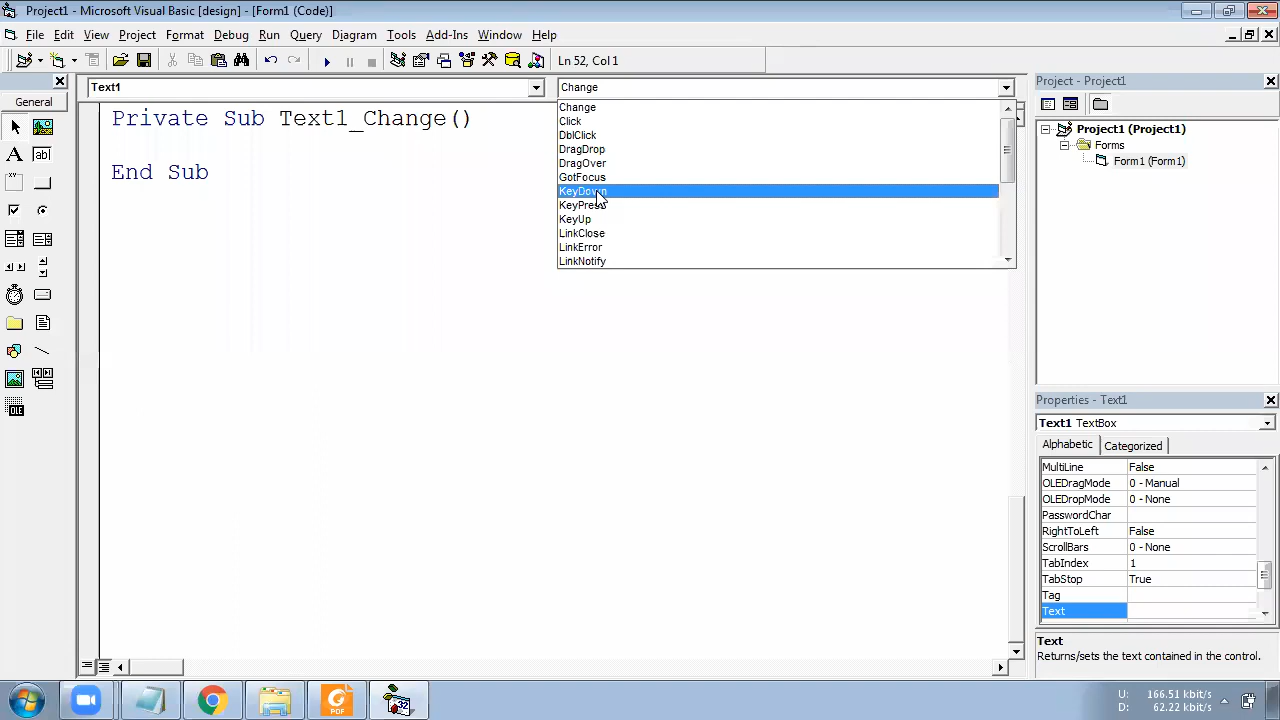 Project1 - Microsoft Visual Basic [design] - [Form1 (Code)]
File Edit View Project Format Debug Run Query Diagram Tools Add-Ins Window Help
Ln 52, Col 1
General
Text1
Change
Private Sub Text1_Change()
End Sub
Change
Click
DblClick
DragDrop
DragOver
GotFocus
KeyDown
KeyPress
KeyUp
LinkClose
LinkError
LinkNotify
Project - Project1
Project1 (Project1)
Forms
Form1 (Form1)
Properties - Text1
Text1 TextBox
Alphabetic Categorized
MultiLine False
OLEDragMode 0 - Manual
OLEDropMode 0 - None
PasswordChar
RightToLeft False
ScrollBars 0 - None
TabIndex 1
TabStop True
Tag
Text
Text
Returns/sets the text contained in the control.
OLE
PDF
32
U: 166.51 kbit/s
D: 62.22 kbit/s